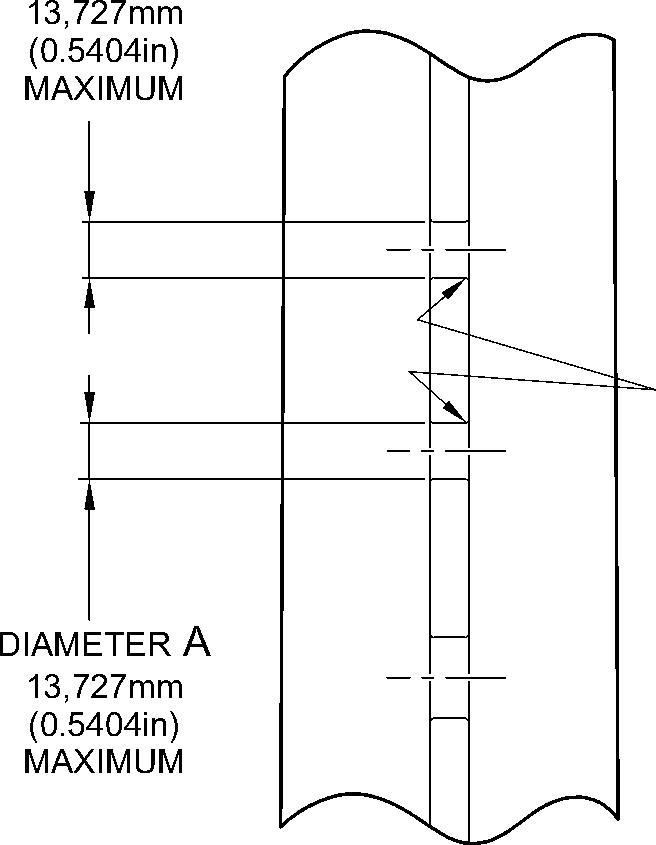 13,727mm
(0.5404in)
MAXIMUM
DIAMETER A
13,727mm
(0.5404in)
MAXIMUM